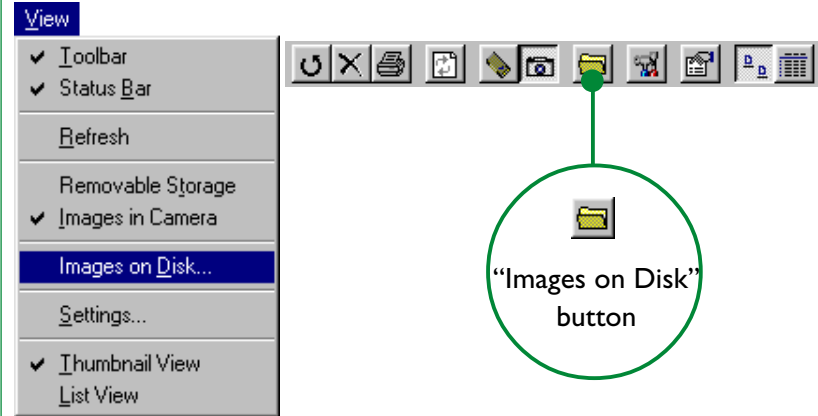 View
Toolbar
Status Bar
Refresh
Removable Storage
Images in Camera
Images on Disk...
Settings...
Thumbnail View
List View
“Images on Disk”
button